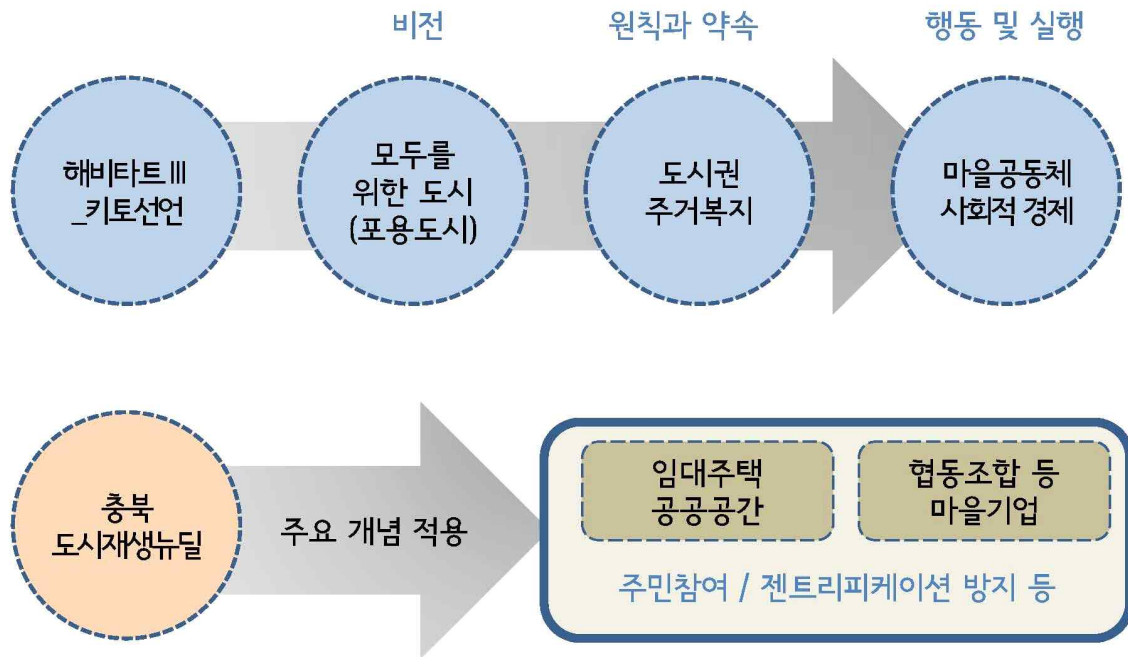 비전
원칙과 약속
행동 및 실행
해비타트Ⅲ
_키토선언
모두를
위한 도시
(포용도시)
도시권
주거복지
마을공동체
사회적 경제
충북
도시재생뉴딜
주요 개념 적용
임대주택
공공공간
협동조합 등
마을기업
주민참여 / 젠트리피케이션 방지 등